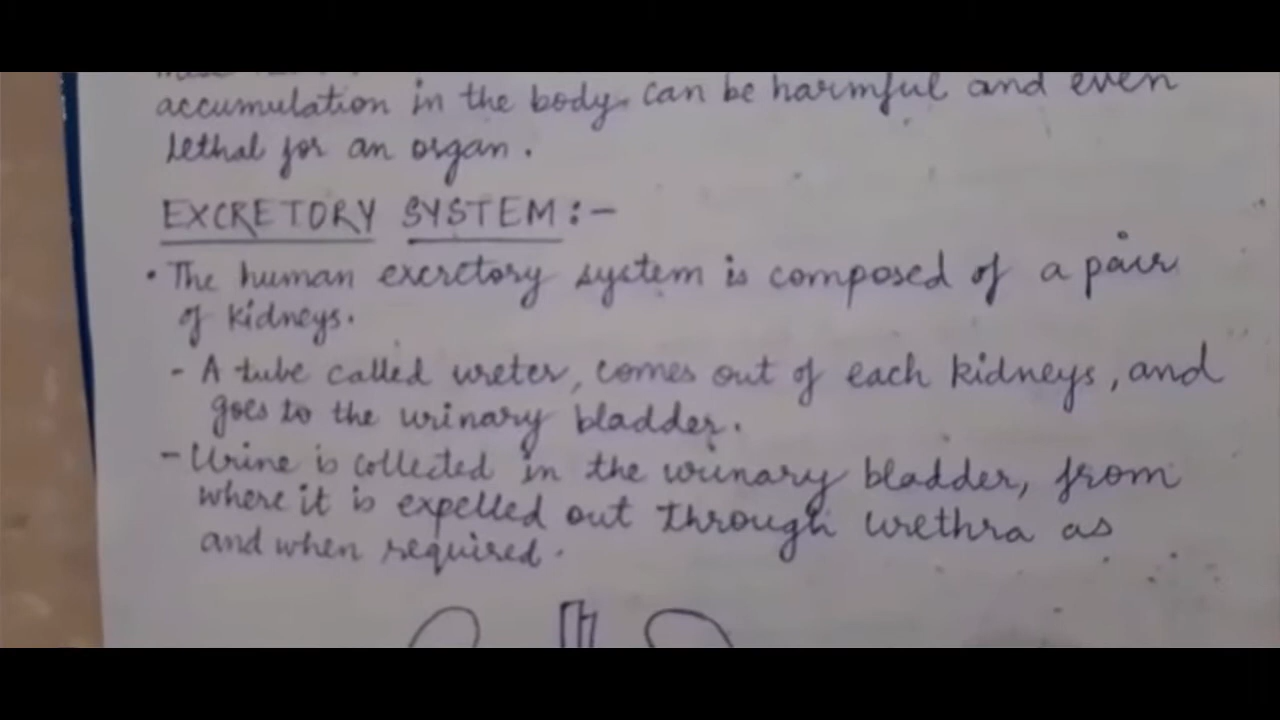 accumulation in the body. can be harmful and even
lethal for an organ.
EXCRETORY SYSTEM :-
• The human excretory system is composed of a pair
of kidneys.
- A tube called ureter, comes out of each kidneys, and
goes to the urinary bladder.
- Urine is collected in the urinary bladder, from
where it is expelled out through urethra as
and when required.